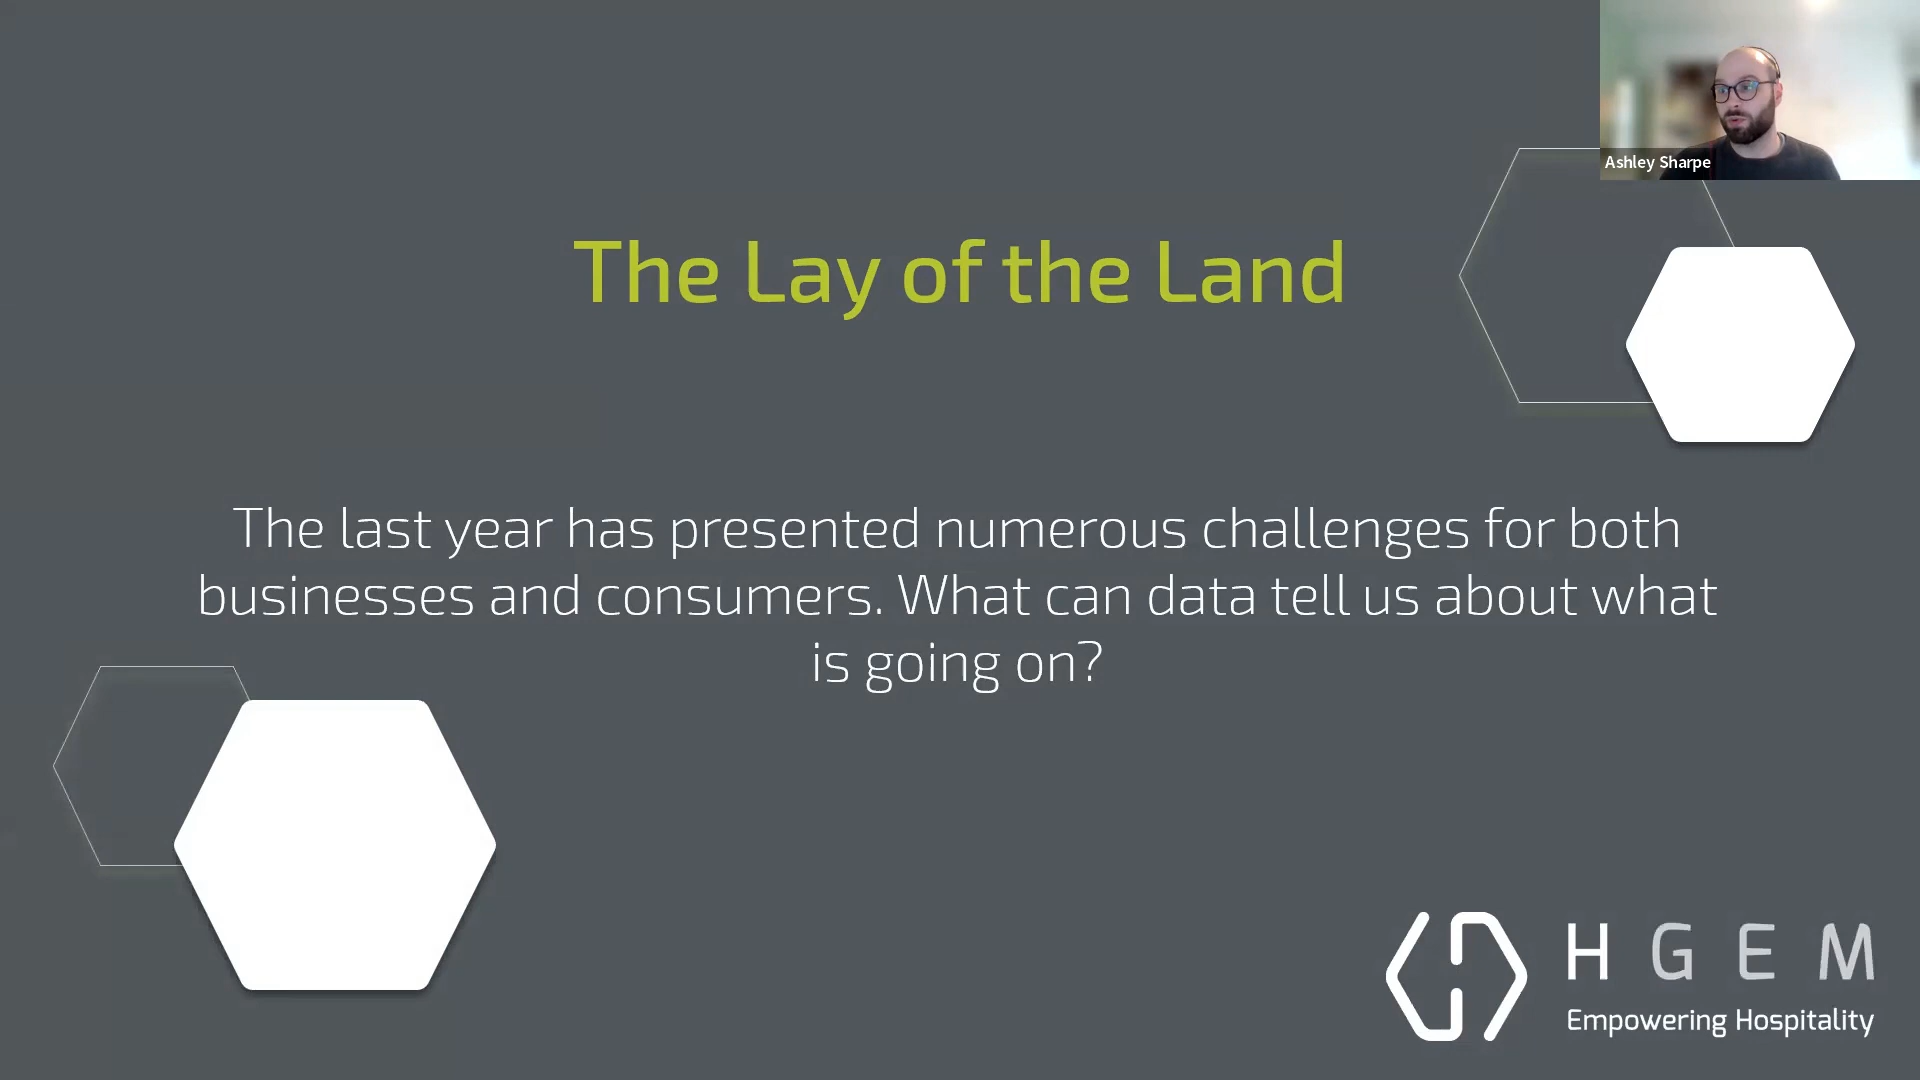 Ashley Sharpe
The Lay of the Land
The last year has presented numerous challenges for both
businesses and consumers. What can data tell us about what
is going on?
HGEM
Empowering Hospitality